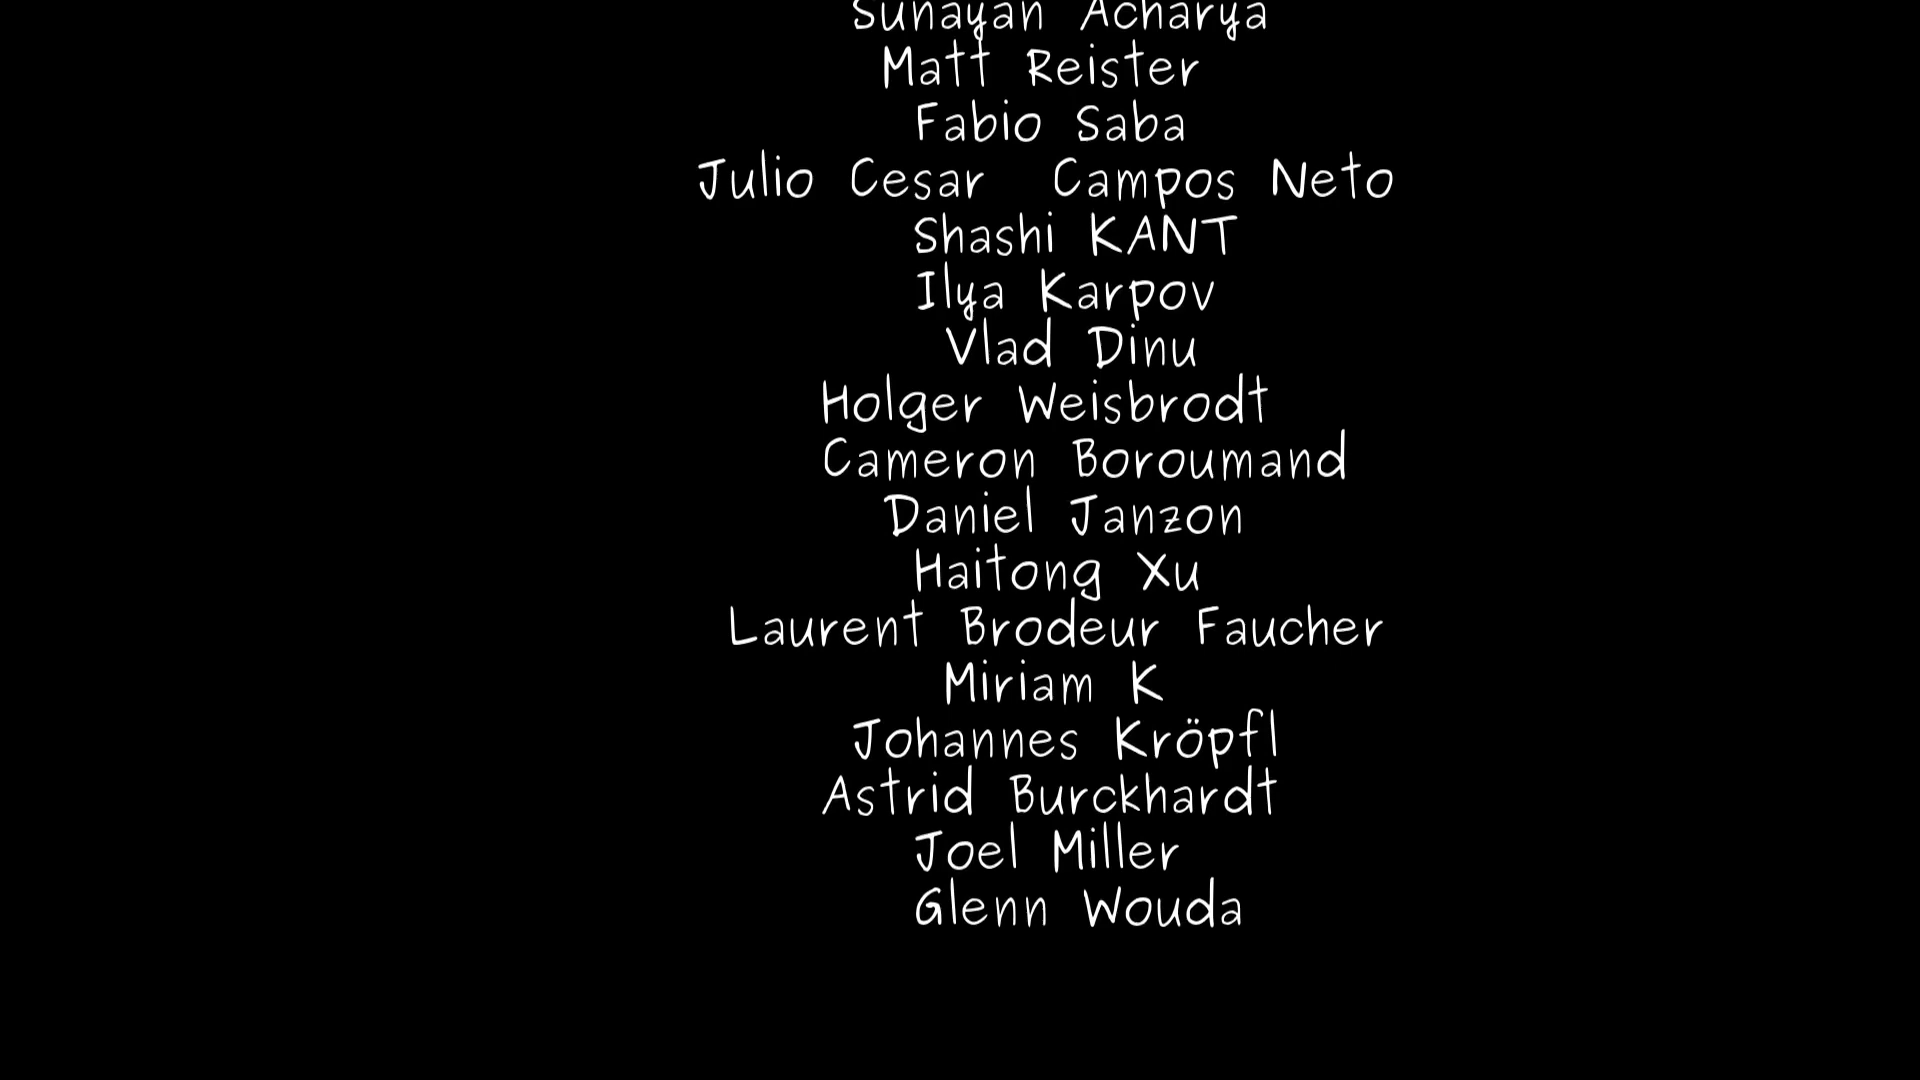 Sunayan Acharya
Matt Reister
Fabio Saba
Julio Cesar  Campos Neto
Shashi KANT
Ilya Karpov
Vlad Dinu
Holger Weisbrodt
Cameron Boroumand
Daniel Janzon
Haitong Xu
Laurent Brodeur Faucher
Miriam K
Johannes Kröpfl
Astrid Burckhardt
Joel Miller
Glenn Wouda